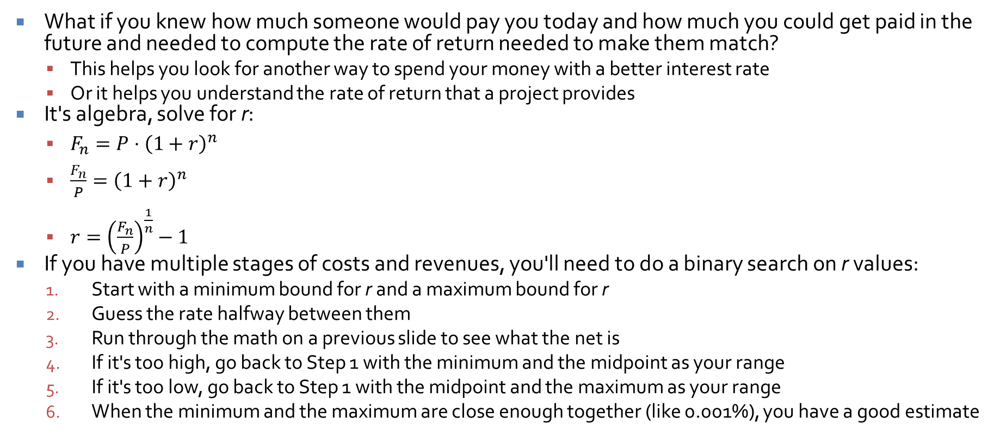 ▪ What if you knew how much someone would pay you today and how much you could get paid in the
future and needed to compute the rate of return needed to make them match?
▪ This helps you look for another way to spend your money with a better interest rate
▪ Or it helps you understand the rate of return that a project provides
▪ It's algebra, solve for r:
▪ Fₙ = P · (1 + r)ⁿ
▪ Fₙ/P = (1 + r)ⁿ
▪ r = (Fₙ/P)^(1/n) − 1
▪ If you have multiple stages of costs and revenues, you'll need to do a binary search on r values:
1. Start with a minimum bound for r and a maximum bound for r
2. Guess the rate halfway between them
3. Run through the math on a previous slide to see what the net is
4. If it's too high, go back to Step 1 with the minimum and the midpoint as your range
5. If it's too low, go back to Step 1 with the midpoint and the maximum as your range
6. When the minimum and the maximum are close enough together (like 0.001%), you have a good estimate